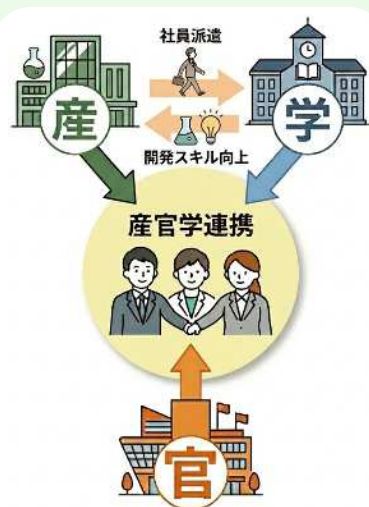 社員派遣
産
学
開発スキル向上
産官学連携
官